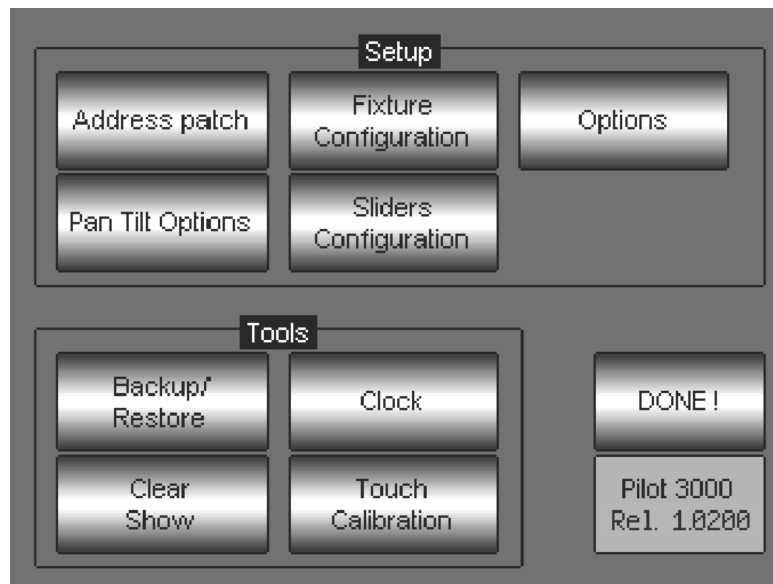 Setup
Address patch
Fixture
Configuration
Options
Pan Tilt Options
Sliders
Configuration
Tools
Backup/
Restore
Clock
DONE!
Clear
Show
Touch
Calibration
Pilot 3000
Rel. 1.0200